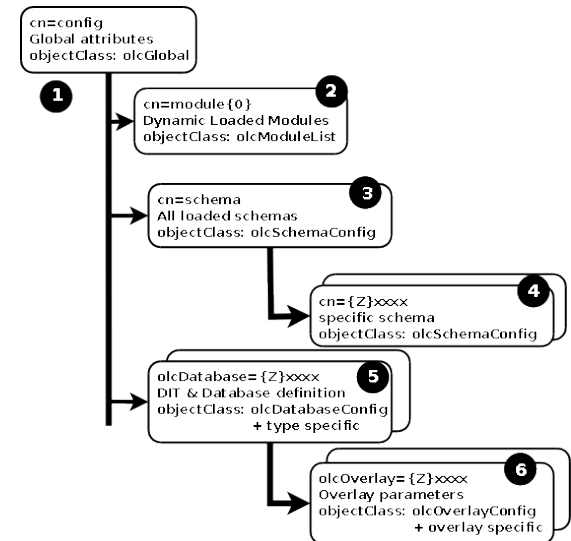 cn=config
Global attributes
objectClass: olcGlobal
1
2
cn=module{0}
Dynamic Loaded Modules
objectClass: olcModuleList
3
cn=schema
All loaded schemas
objectClass: olcSchemaConfig
4
cn={Z}xxxx
specific schema
objectClass: olcSchemaConfig
5
olcDatabase={Z}xxxx
DIT & Database definition
objectClass: olcDatabaseConfig
+ type specific
6
olcOverlay={Z}xxxx
Overlay parameters
objectClass: olcOverlayConfig
+ overlay specific